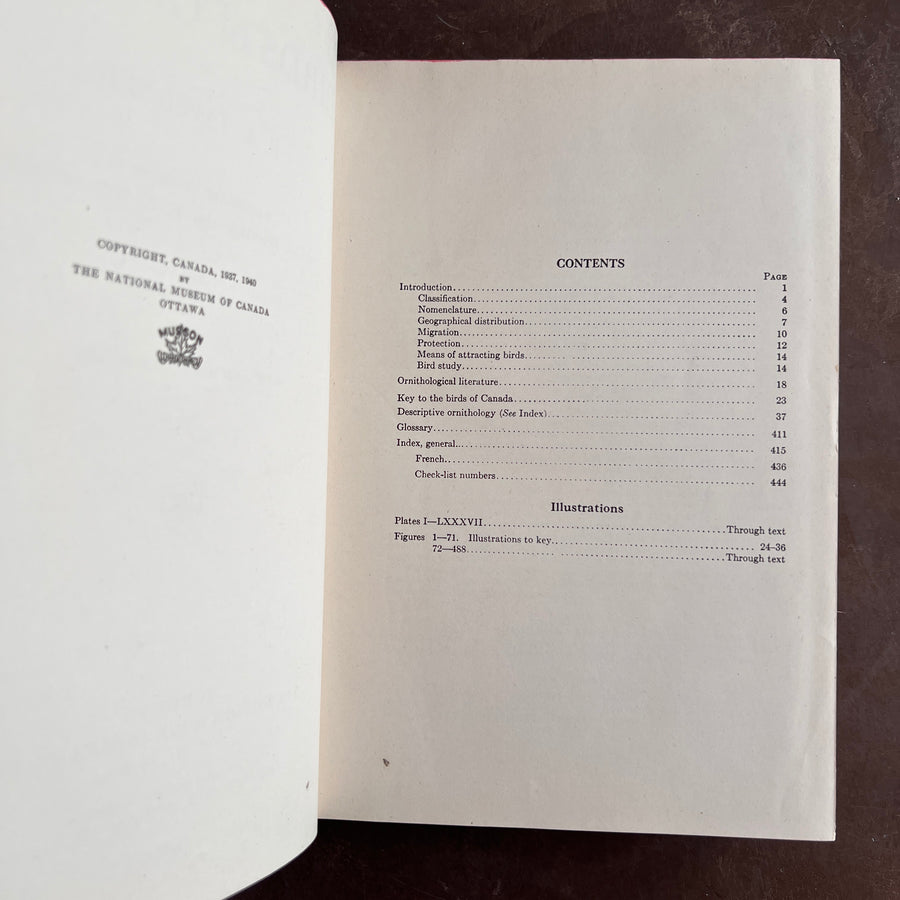 COPYRIGHT, CANADA, 1937, 1940
BY
THE NATIONAL MUSEUM OF CANADA
OTTAWA
MUSSON
CONTENTS
PAGE
Introduction........ 1
Classification........ 4
Nomenclature........ 6
Geographical distribution........ 7
Migration........ 10
Protection........ 12
Means of attracting birds........ 14
Bird study........ 14
Ornithological literature........ 18
Key to the birds of Canada........ 23
Descriptive ornithology (See Index)........ 37
Glossary........ 411
Index, general........ 415
French........ 436
Check-list numbers........ 444
Illustrations
Plates I—LXXXVII........Through text
Figures 1—71. Illustrations to key........ 24-36
72—488........Through text